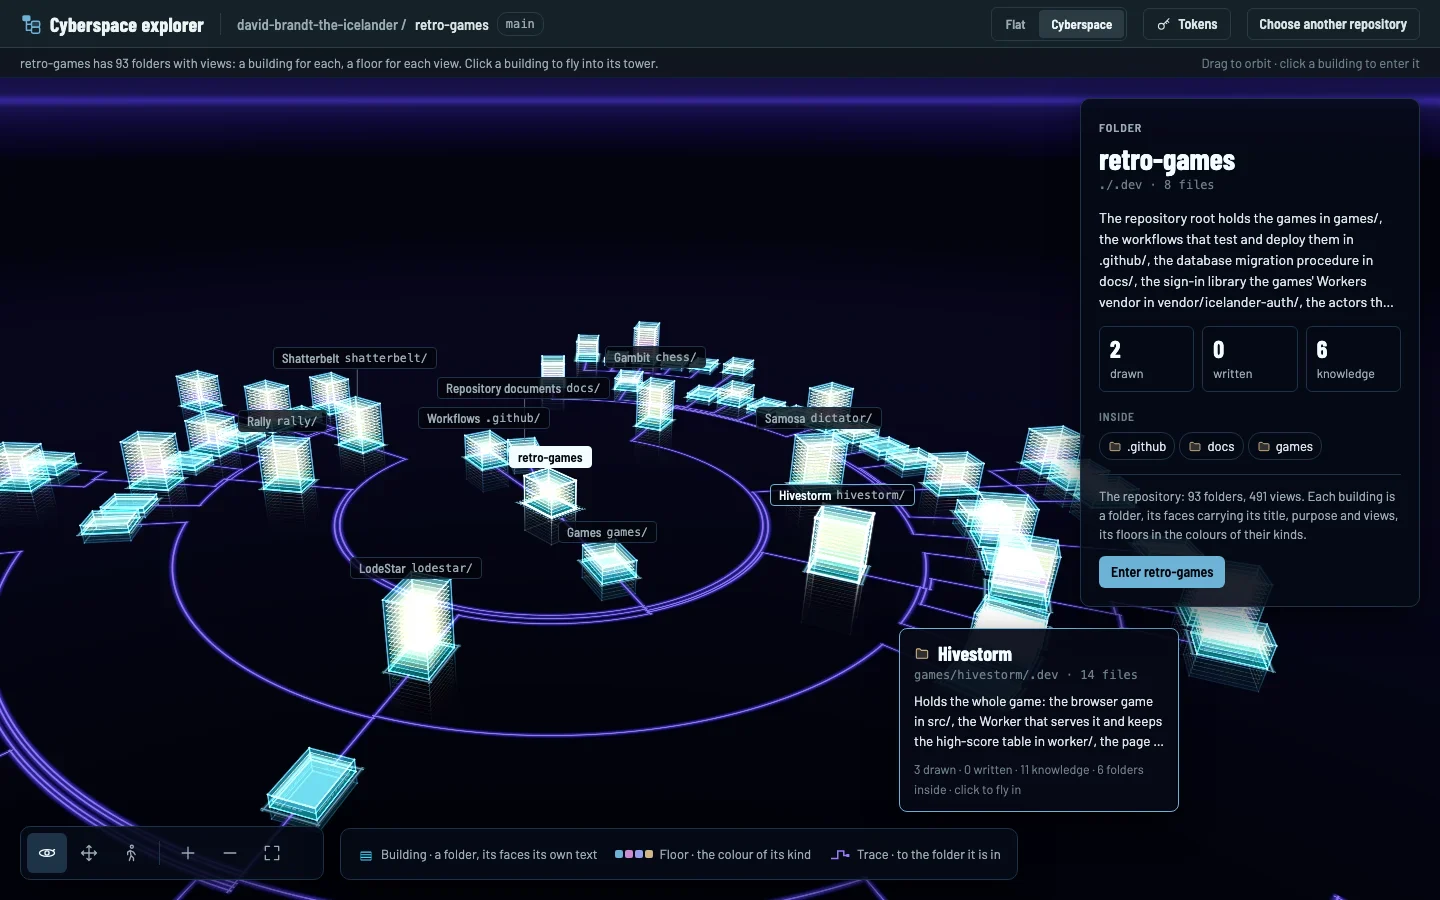 Cyberspace explorer
david-brandt-the-icelander / retro-games main
Flat Cyberspace Tokens Choose another repository
retro-games has 93 folders with views: a building for each, a floor for each view. Click a building to fly into its tower.
Drag to orbit · click a building to enter it
FOLDER
retro-games
./.dev · 8 files
The repository root holds the games in games/,
the workflows that test and deploy them in
.github/, the database migration procedure in
docs/, the sign-in library the games' Workers
vendor in vendor/icelander-auth/, the actors th...
2 0 6
drawn written knowledge
INSIDE
.github docs games
The repository: 93 folders, 491 views. Each building is
a folder, its faces carrying its title, purpose and views,
its floors in the colours of their kinds.
Enter retro-games
Shatterbelt shatterbelt/
Gambit chess/
Repository documents docs/
Rally rally/
Workflows .github/
Samosa dictator/
retro-games
Hivestorm hivestorm/
Games games/
LodeStar lodestar/
Hivestorm
games/hivestorm/.dev · 14 files
Holds the whole game: the browser game
in src/, the Worker that serves it and keeps
the high-score table in worker/, the page ...
3 drawn · 0 written · 11 knowledge · 6 folders
inside · click to fly in
Building · a folder, its faces its own text
Floor · the colour of its kind
Trace · to the folder it is in